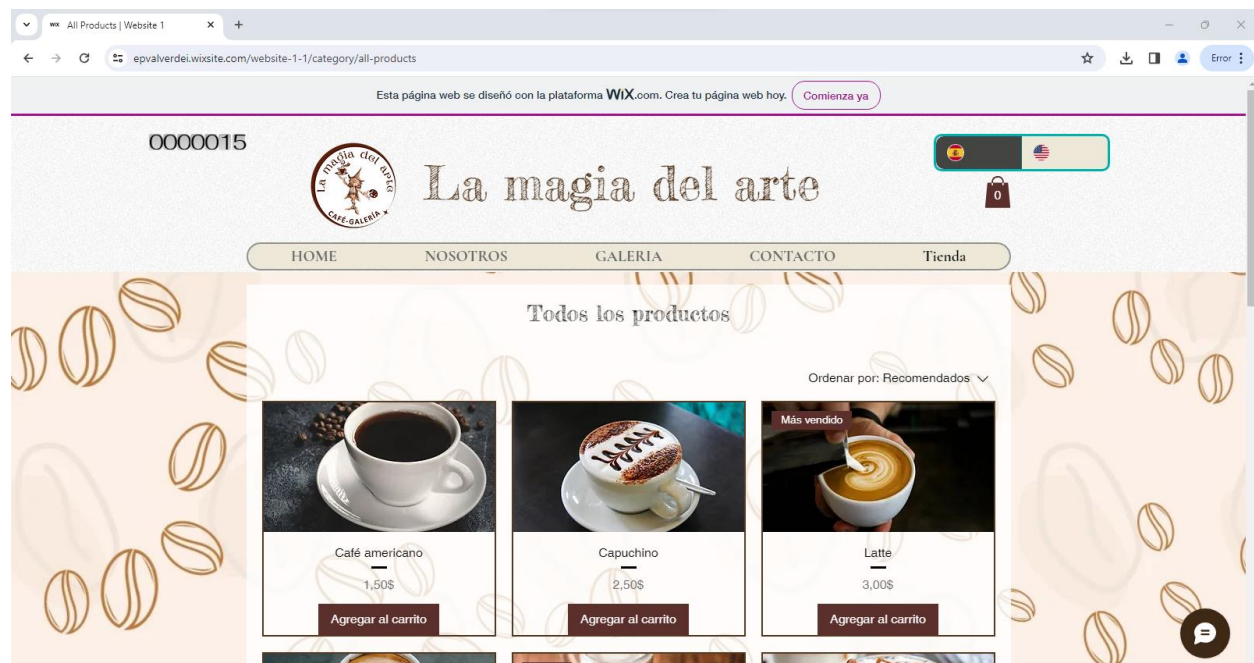 All Products | Website 1
epvalverdei.wixsite.com/website-1-1/category/all-products
Error
Esta página web se diseñó con la plataforma WiX.com. Crea tu página web hoy. Comienza ya
0000015
La magia del arte
CAFÉ-GALERÍA
La magia del arte
0
HOME NOSOTROS GALERIA CONTACTO Tienda
Todos los productos
Ordenar por: Recomendados
Más vendido
Café americano Capuchino Latte
1,50$ 2,50$ 3,00$
Agregar al carrito Agregar al carrito Agregar al carrito